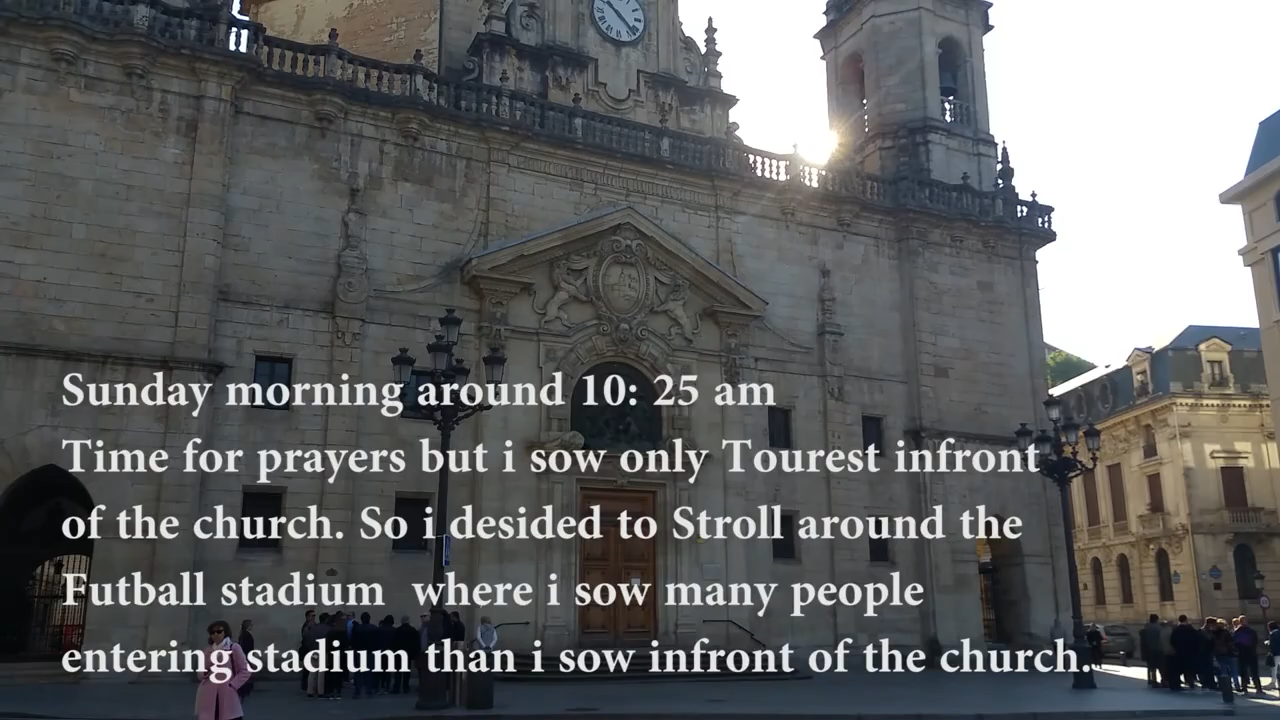 Sunday morning around 10: 25 am
Time for prayers but i sow only Tourest infront
of the church. So i desided to Stroll around the
Futball stadium where i sow many people
entering stadium than i sow infront of the church.